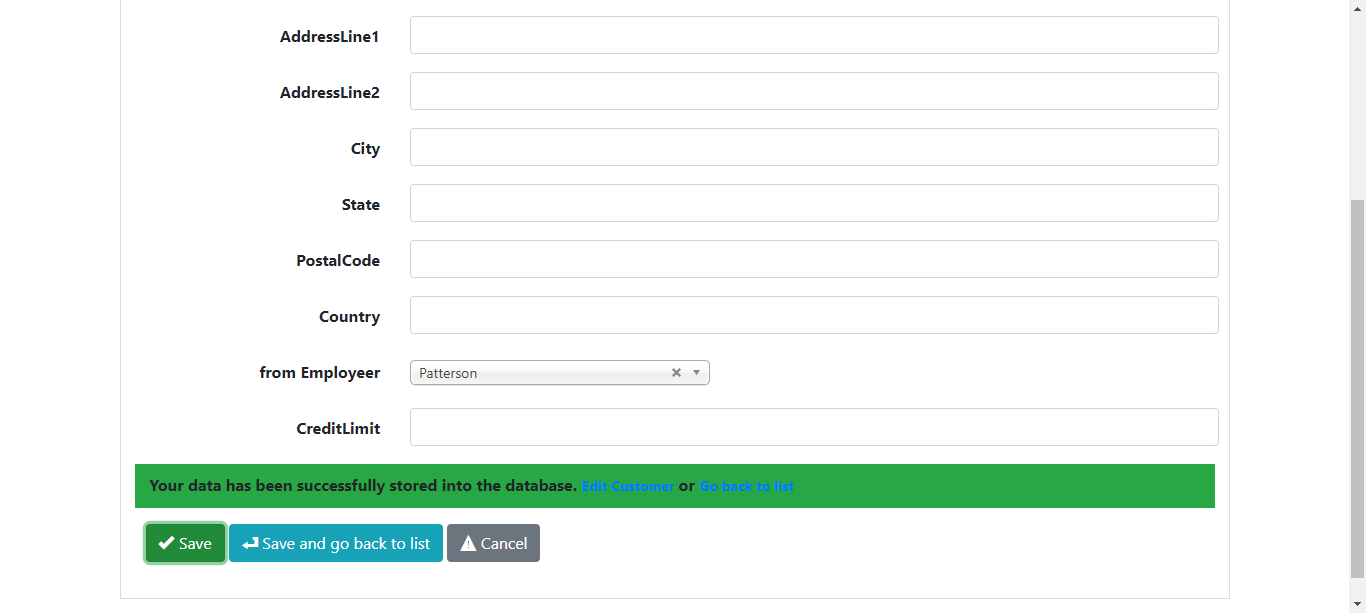 AddressLine1
AddressLine2
City
State
PostalCode
Country
from Employeer
Patterson
CreditLimit
Your data has been successfully stored into the database. Edit Customer or Go back to list
Save Save and go back to list Cancel